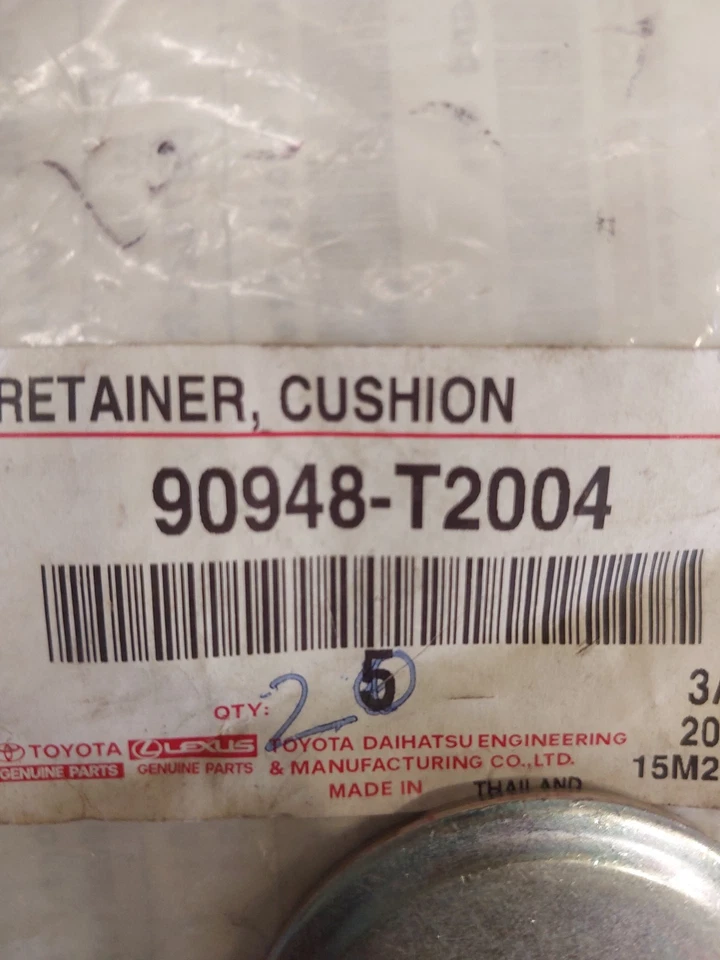 RETAINER, CUSHION
90948-T2004
5
QTY: 20
3/
TOYOTA LEXUS TOYOTA DAIHATSU ENGINEERING
20
GENUINE PARTS GENUINE PARTS & MANUFACTURING CO.,LTD.
15M2
MADE IN THAILAND